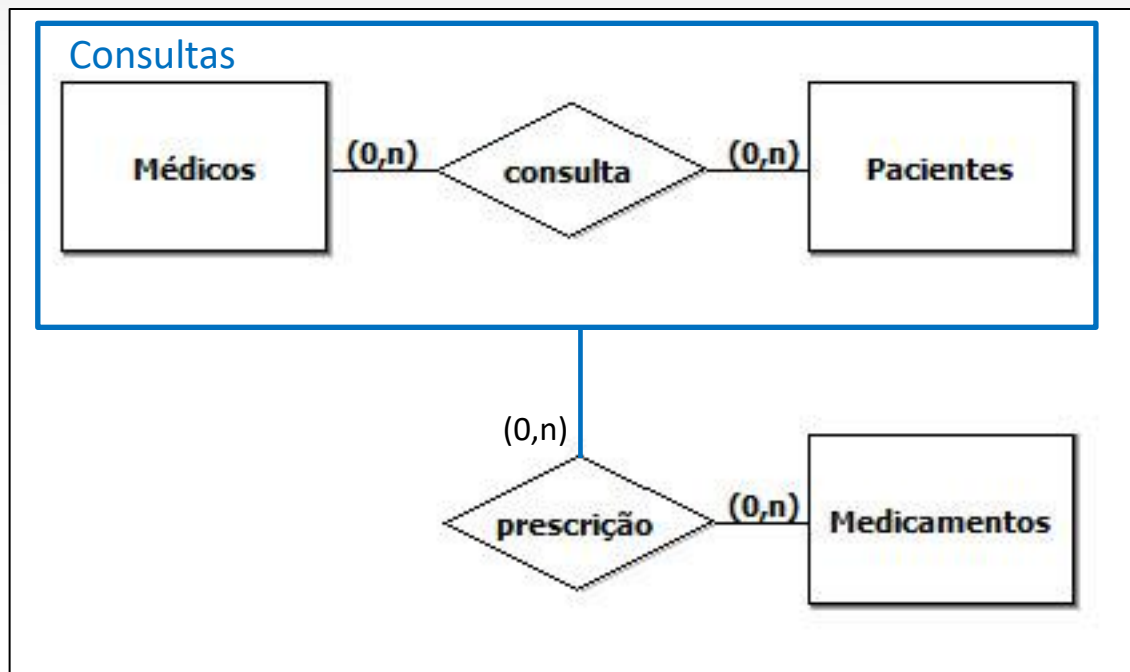 Consultas
Médicos (0,n) consulta (0,n) Pacientes
(0,n)
prescrição (0,n) Medicamentos